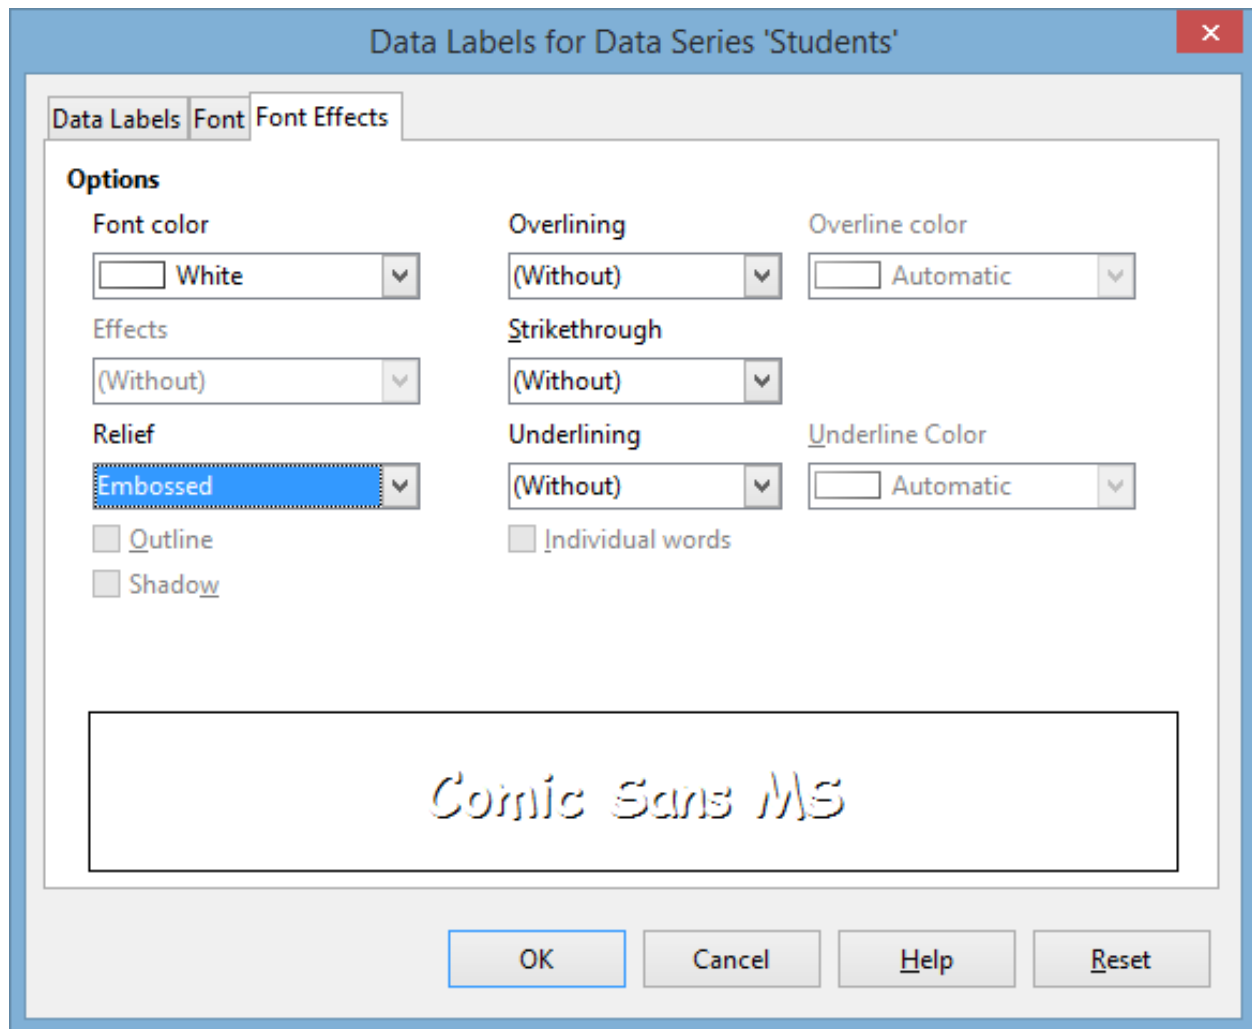 Data Labels for Data Series 'Students'
Data Labels Font Font Effects
Options
Font color Overlining Overline color
White (Without) Automatic
Effects Strikethrough
(Without) (Without)
Relief Underlining Underline Color
Embossed (Without) Automatic
Outline Individual words
Shadow
Comic Sans MS
OK Cancel Help Reset